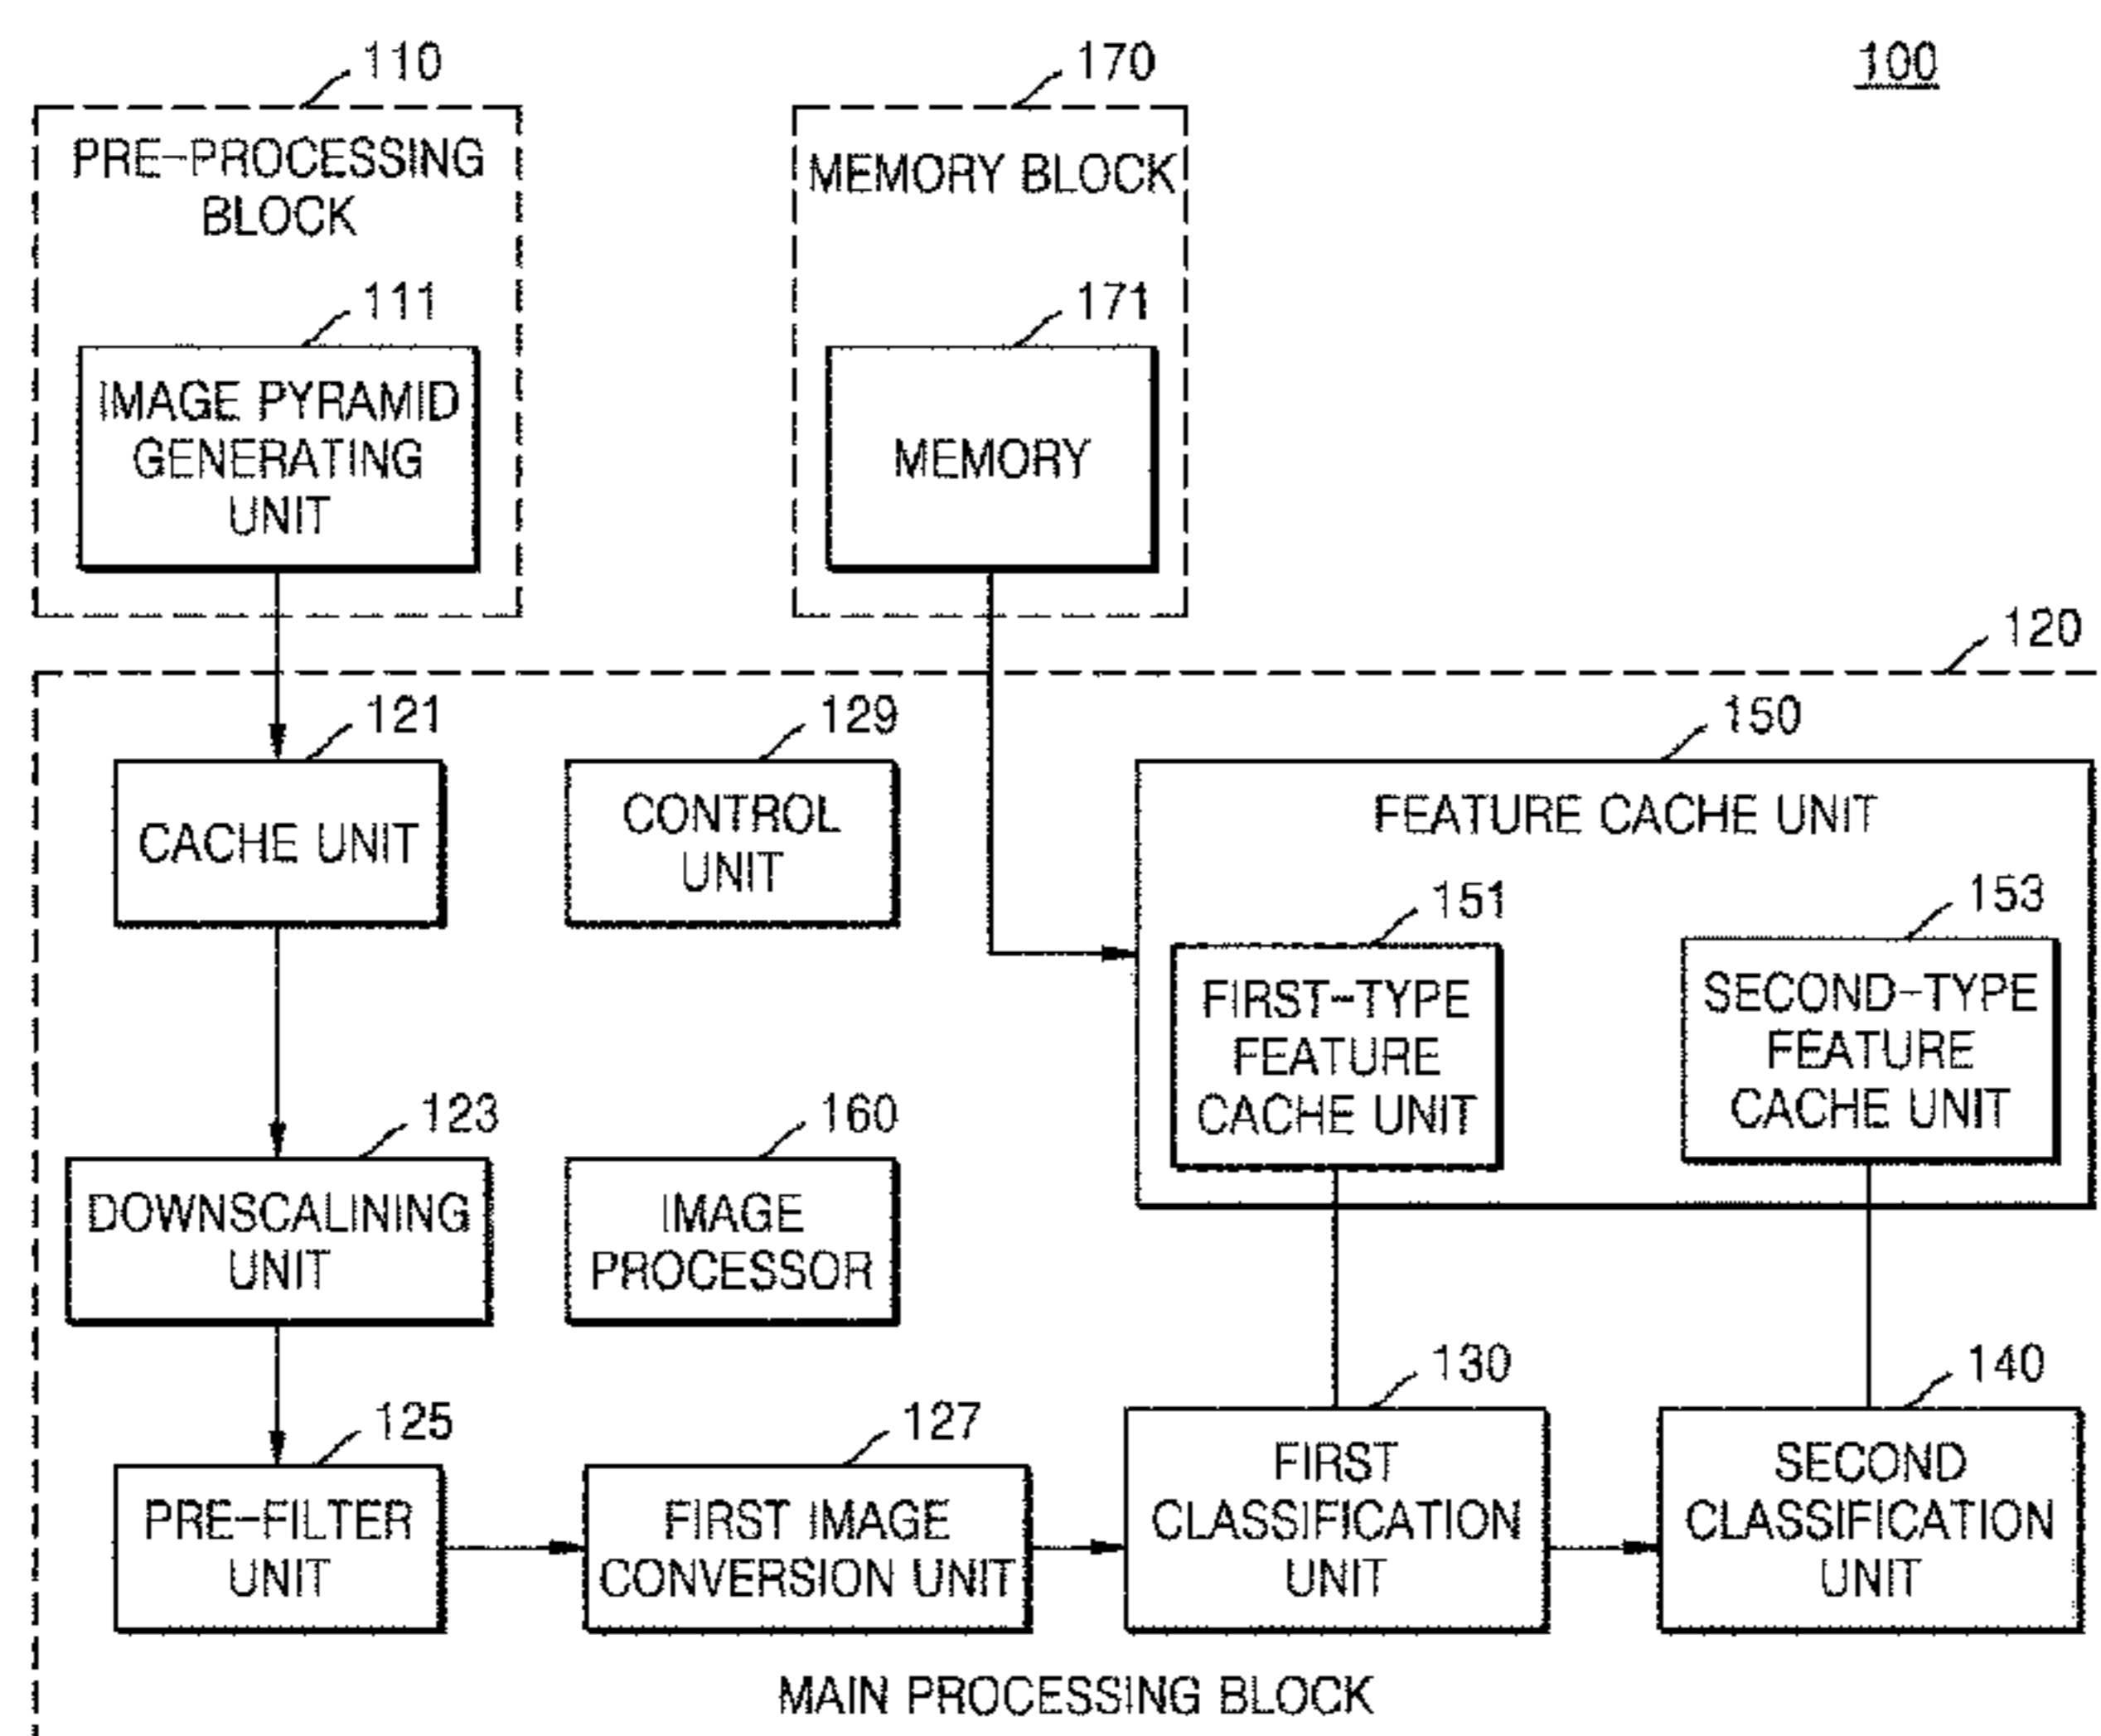 110
170
100
PRE-PROCESSING
BLOCK
MEMORY BLOCK
111
171
IMAGE PYRAMID
GENERATING
UNIT
MEMORY
120
121
129
150
CACHE UNIT
CONTROL
UNIT
FEATURE CACHE UNIT
151
153
FIRST-TYPE
FEATURE
CACHE UNIT
SECOND-TYPE
FEATURE
CACHE UNIT
123
160
DOWNSCALINING
UNIT
IMAGE
PROCESSOR
130
140
125
127
PRE-FILTER
UNIT
FIRST IMAGE
CONVERSION UNIT
FIRST
CLASSIFICATION
UNIT
SECOND
CLASSIFICATION
UNIT
MAIN PROCESSING BLOCK